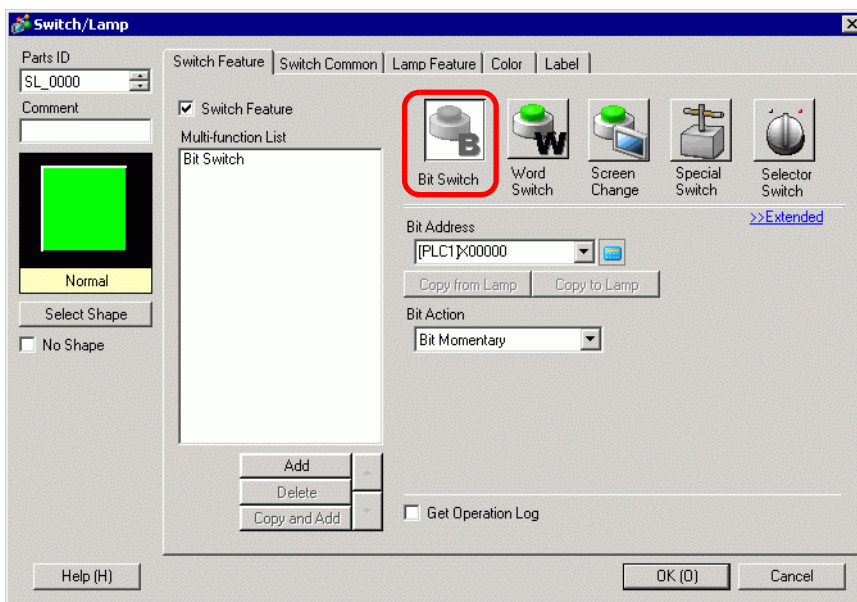 Switch/Lamp
Parts ID
SL_0000
Comment
Normal
Select Shape
No Shape
Switch Feature Switch Common Lamp Feature Color Label
Switch Feature
Multi-function List
Bit Switch
Add
Delete
Copy and Add
B
W
Bit Switch
Word Switch
Screen Change
Special Switch
Selector Switch
>>Extended
Bit Address
[PLC1]X00000
Copy from Lamp Copy to Lamp
Bit Action
Bit Momentary
Get Operation Log
Help (H)
OK (O) Cancel